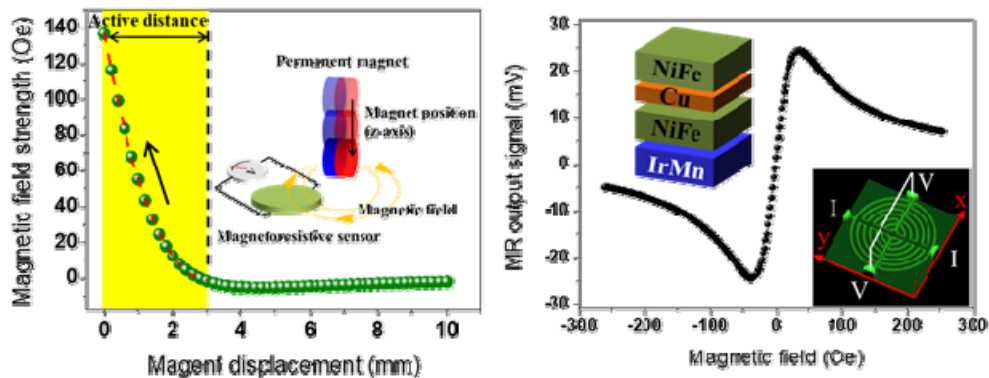 Active distance
140
120
100
80
60
40
20
0
Magnetic field strength (Oe)
Permanent magnet
Magnet position
(z-axis)
Magnetic field
Magnetoresistive sensor
0 2 4 6 8 10
Magent displacement (mm)
30
20
10
0
-10
-20
-30
MR output signal (mV)
NiFe
Cu
NiFe
IrMn
V
I
x
y
I
V
-300 -200 -100 0 100 200 300
Magnetic field (Oe)